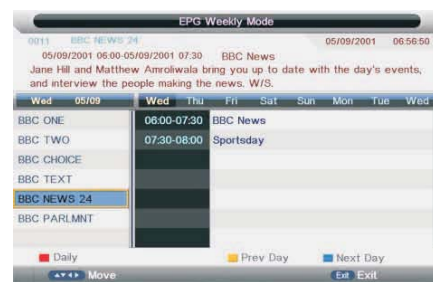 EPG Weekly Mode
0011 BBC NEWS 24 05/09/2001 06:56:50
05/09/2001 06:00-05/09/2001 07:30 BBC News
Jane Hill and Matthew Amroliwala bring you up to date with the day's events,
and interview the people making the news. W/S.
Wed 05/09 Wed Thu Fri Sat Sun Mon Tue Wed
BBC ONE 06:00-07:30 BBC News
BBC TWO 07:30-08:00 Sportsday
BBC CHOICE
BBC TEXT
BBC NEWS 24
BBC PARLMNT
Daily Prev Day Next Day
Move Exit Exit